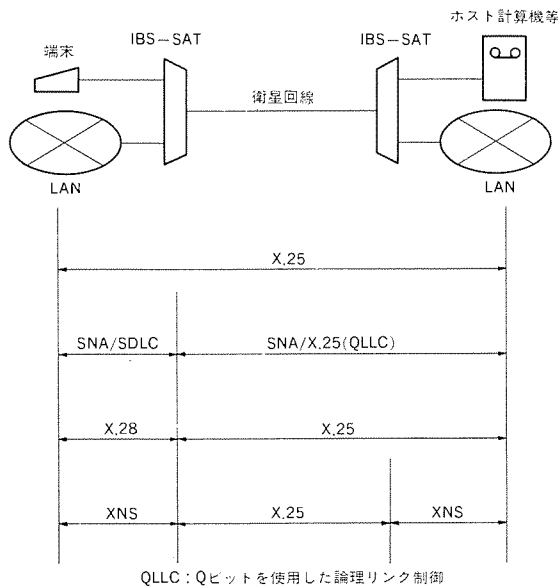 ホスト計算機等
IBS-SAT
IBS-SAT
端末
衛星回線
LAN
LAN
X.25
SNA/SDLC
SNA/X.25(QLLC)
X.28
X.25
XNS
X.25
XNS
QLLC：Qビットを使用した論理リンク制御